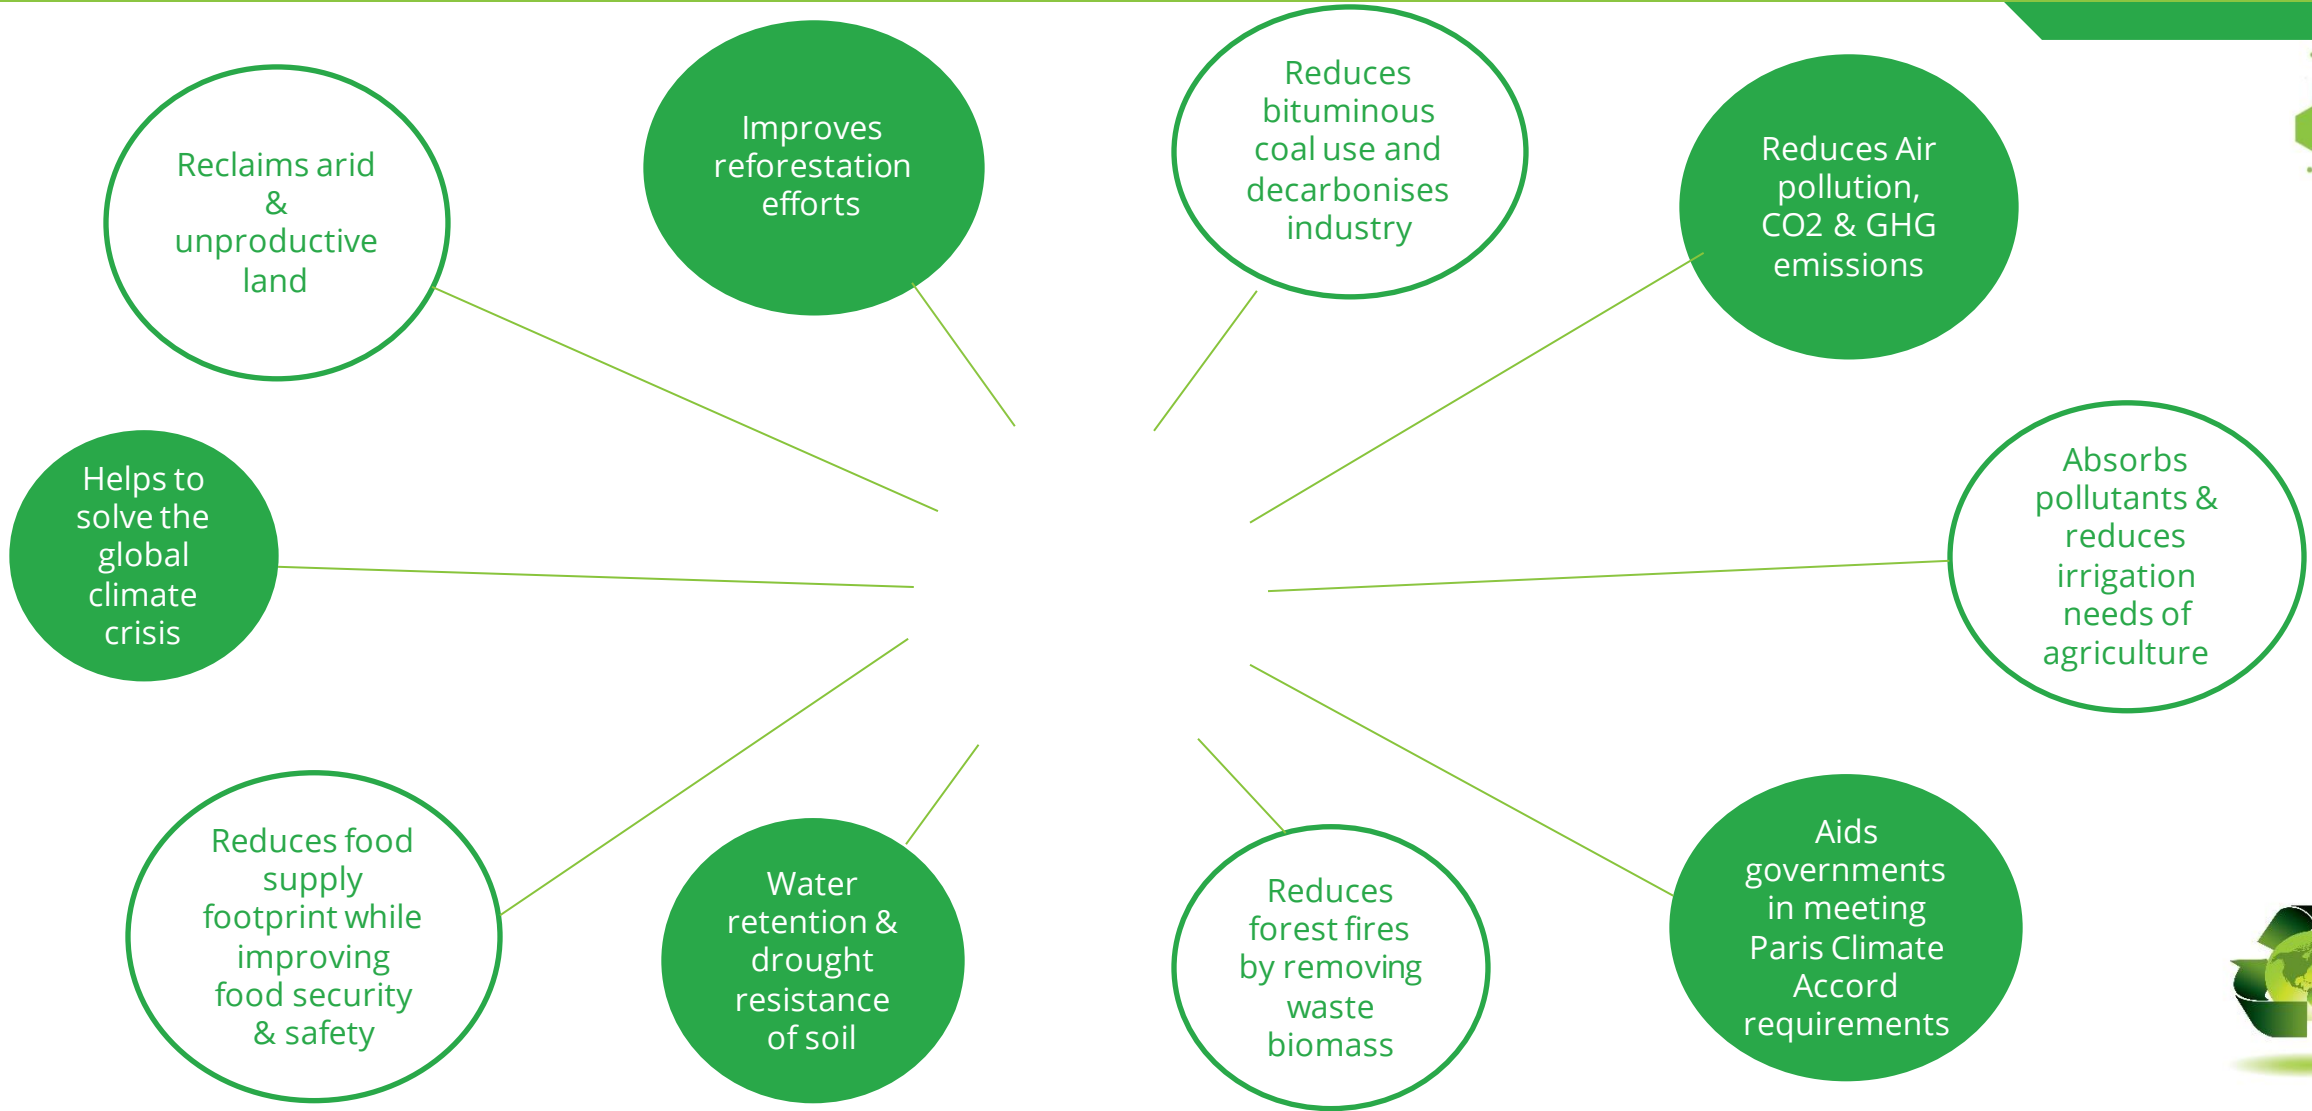 Reclaims arid
&
unproductive
land
Improves
reforestation
efforts
Reduces
bituminous
coal use and
decarbonises
industry
Reduces Air
pollution,
CO2 & GHG
emissions
Helps to
solve the
global
climate
crisis
Absorbs
pollutants &
reduces
irrigation
needs of
agriculture
Reduces food
supply
footprint while
improving
food security
& safety
Water
retention &
drought
resistance
of soil
Reduces
forest fires
by removing
waste
biomass
Aids
governments
in meeting
Paris Climate
Accord
requirements